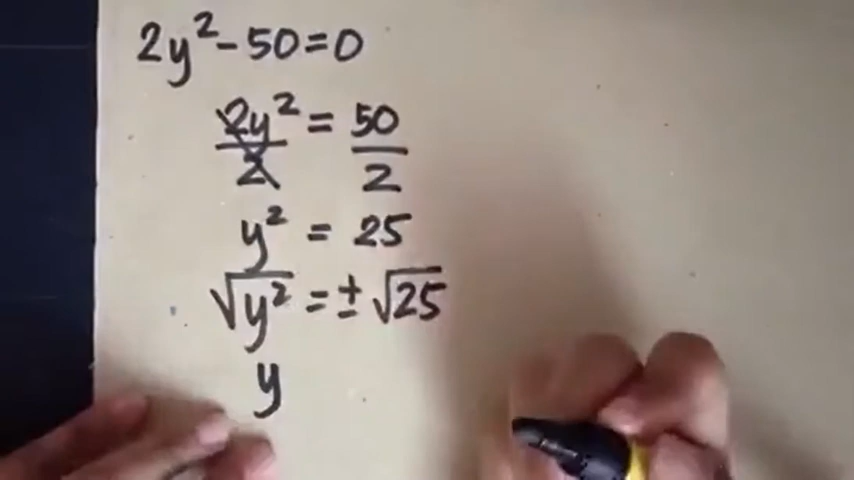 2y²-50=0
2y²/2 = 50/2
y² = 25
√y² = ± √25
y